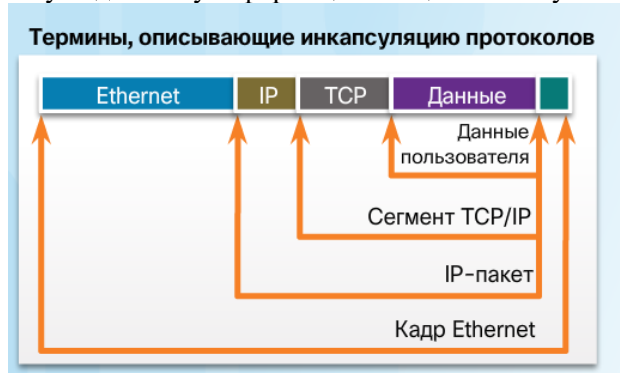 Термины, описывающие инкапсуляцию протоколов
Ethernet IP TCP Данные
Данные
пользователя
Сегмент TCP/IP
IP-пакет
Кадр Ethernet